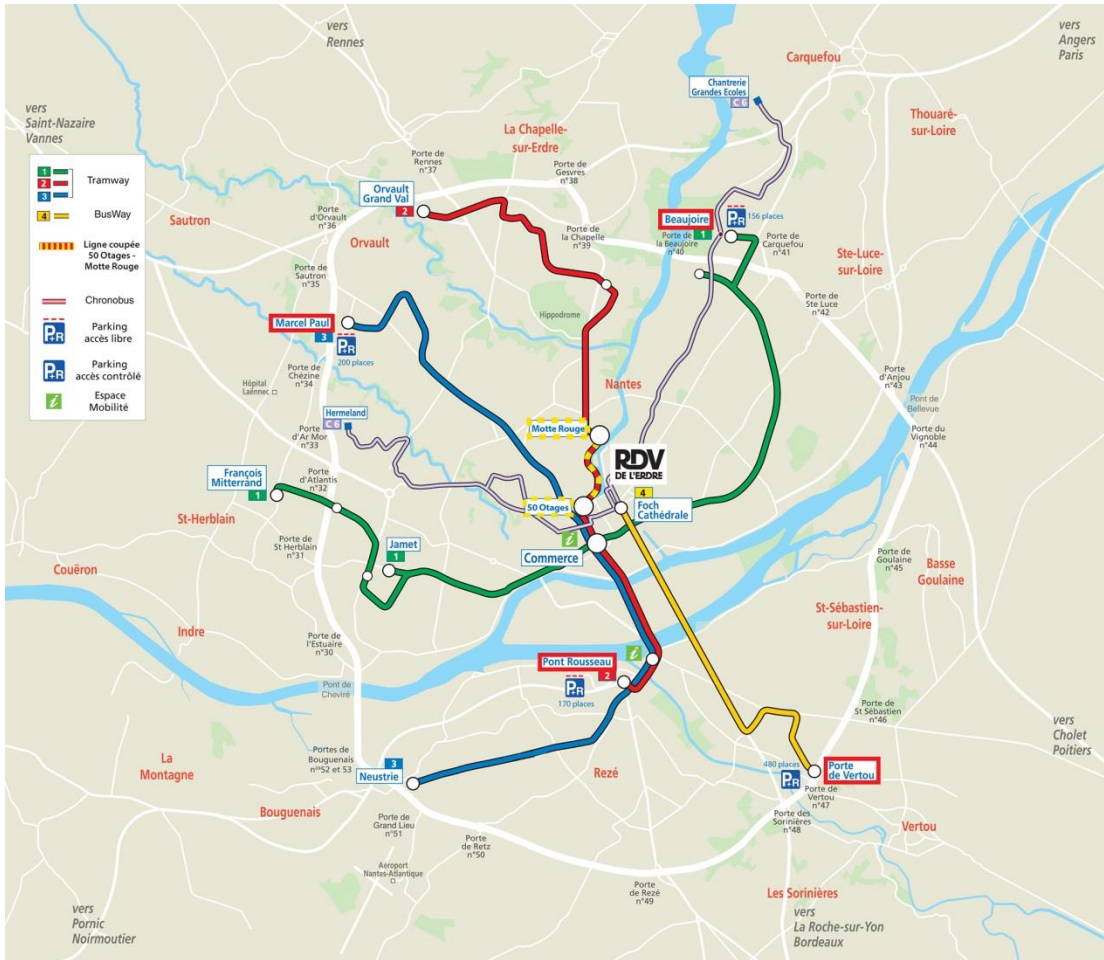 vers
Rennes
vers
Angers
Paris
Carquefou
Chantrerie
Grandes Ecoles
C 6
vers
Saint-Nazaire
Vannes
Thouaré-
sur-Loire
La Chapelle-
sur-Erdre
1
2
3
Tramway
4
BusWay
Ligne coupée
50 Otages -
Motte Rouge
Chronobus
P+R
Parking
accès libre
P+R
Parking
accès contrôlé
i
Espace
Mobilité
Porte de
Rennes
n°37
Porte de
Gesvres
n°38
Orvault
Grand Val
2
Sautron
Porte
d'Orvault
n°36
Orvault
Porte
de la Chapelle
n°39
Beaujoire
1
P+R
156 places
Porte de
la Beaujoire
n°40
Porte de
Carquefou
n°41
Ste-Luce-
sur-Loire
Porte de
Sautron
n°35
Porte de
Ste Luce
n°42
Hippodrome
Marcel Paul
3
P+R
200 places
Porte de
Chézine
n°34
Hôpital
Laënnec
Nantes
Porte
d'Anjou
n°43
Pont de
Bellevue
Hermeland
C 6
Porte
d'Ar Mor
n°33
Motte Rouge
Porte du
Vignoble
n°44
RDV
DE L'ERDRE
François
Mitterrand
1
Porte
d'Atlantis
n°32
4
Foch
Cathédrale
50 Otages
St-Herblain
Porte de
St Herblain
n°31
Jamet
1
i
Commerce
Porte de
Goulaine
n°45
Basse
Goulaine
Couëron
St-Sébastien-
sur-Loire
Indre
Porte de
l'Estuaire
n°30
Pont de
Cheviré
Pont Rousseau
2
i
P+R
170 places
Porte de
St Sébastien
n°46
vers
Cholet
Poitiers
La
Montagne
Portes de
Bouguenais
nos52 et 53
3
Neustrie
Rezé
480 places
P+R
Porte
de Vertou
Porte de
Vertou
n°47
Porte des
Sorinières
n°48
Vertou
Bouguenais
Porte de
Grand Lieu
n°51
Porte
de Retz
n°50
Aéroport
Nantes-Atlantique
Porte
de Rezé
n°49
Les Sorinières
vers
Pornic
Noirmoutier
vers
La Roche-sur-Yon
Bordeaux